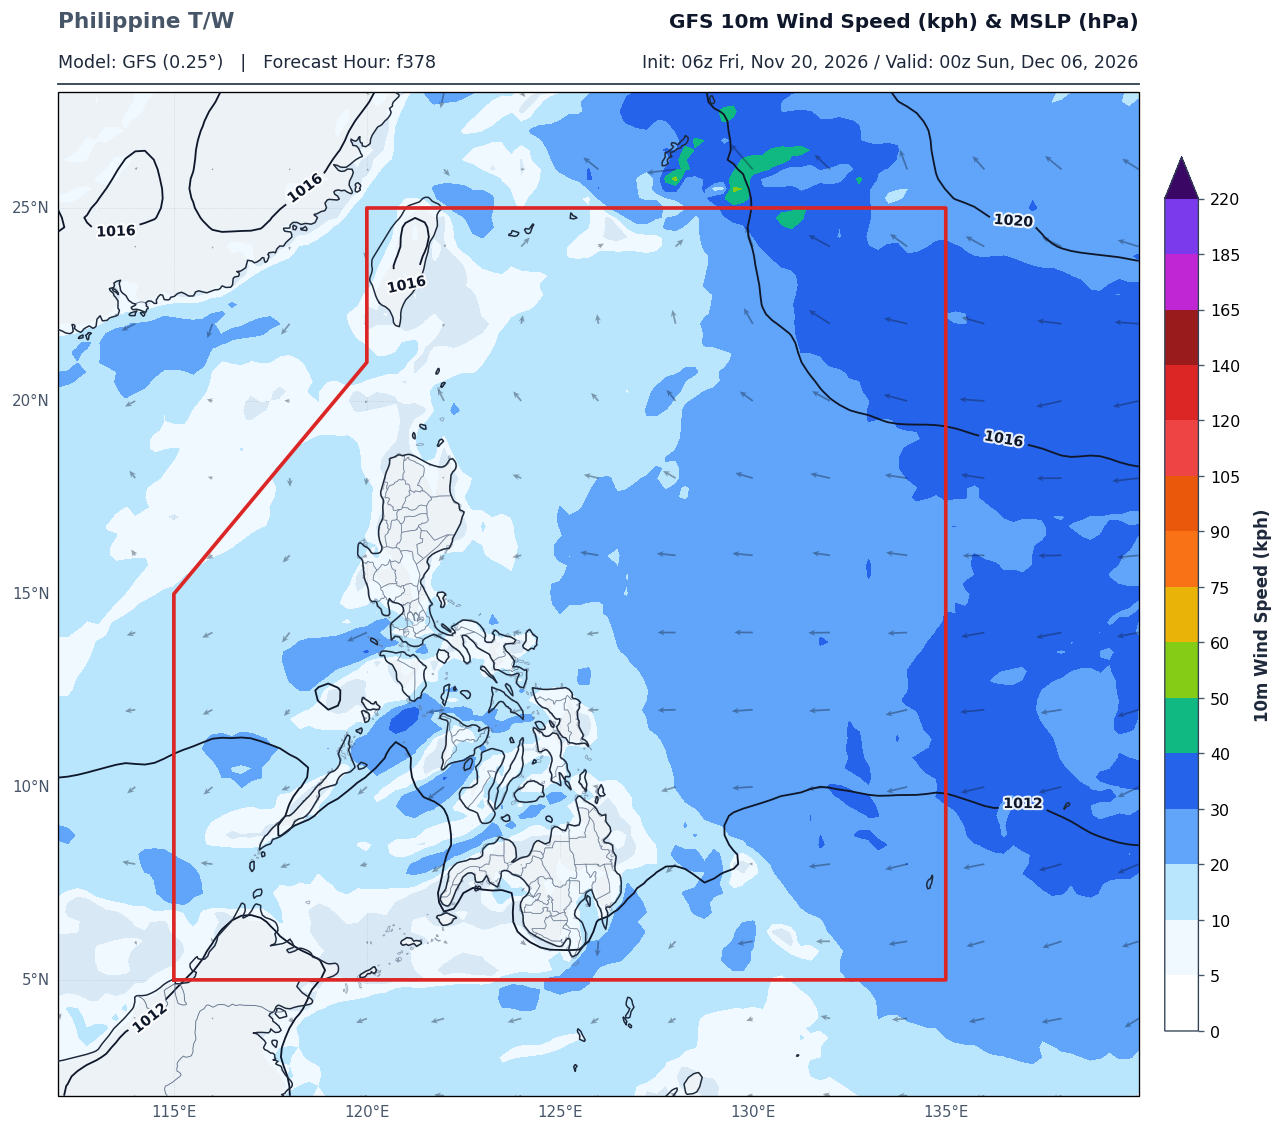 Philippine T/W
GFS 10m Wind Speed (kph) & MSLP (hPa)
Model: GFS (0.25°)   |   Forecast Hour: f378
Init: 06z Fri, Nov 20, 2026 / Valid: 00z Sun, Dec 06, 2026
1016
1016
1016
1020
1016
1012
1012
25°N
20°N
15°N
10°N
5°N
115°E
120°E
125°E
130°E
135°E
220
185
165
140
120
105
90
75
60
50
40
30
20
10
5
0
10m Wind Speed (kph)